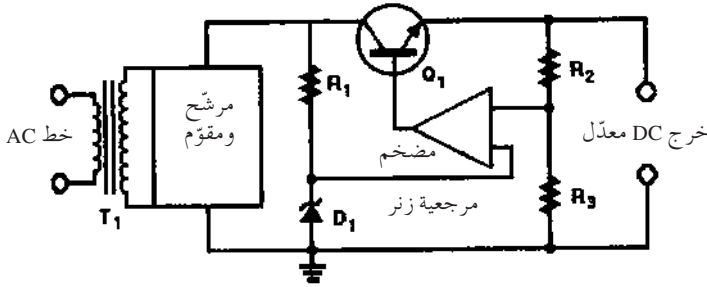 Q₁
R₂
R₁
مرشّح
ومقوّم
خط AC
خرج DC معدّل
مضخم
مرجعية زنر
R₃
T₁
D₁